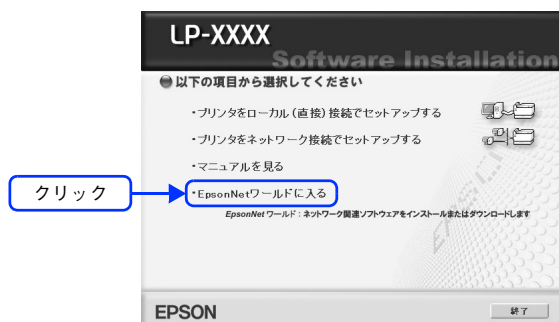 LP-XXXX
Software Installation
以下の項目から選択してください
・プリンタをローカル(直接)接続でセットアップする
・プリンタをネットワーク接続でセットアップする
・マニュアルを見る
クリック
・EpsonNetワールドに入る
EpsonNet ワールド：ネットワーク関連ソフトウェアをインストールまたはダウンロードします
EPSON
終了